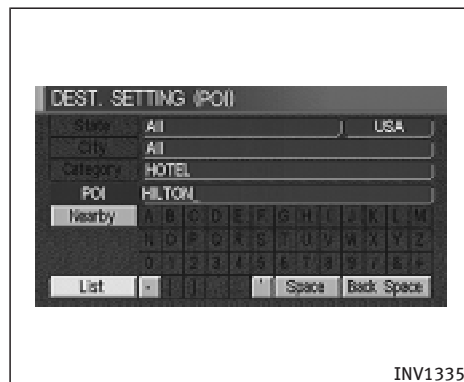 DEST. SETTING (POI)
State All USA
City All
Category HOTEL
POI HILTON_
Nearby A B C D E F G H I J K L M
N O P Q R S T U V W X Y Z
0 1 2 3 4 5 6 7 8 9 / & +
List - ' Space Back Space
INV1335